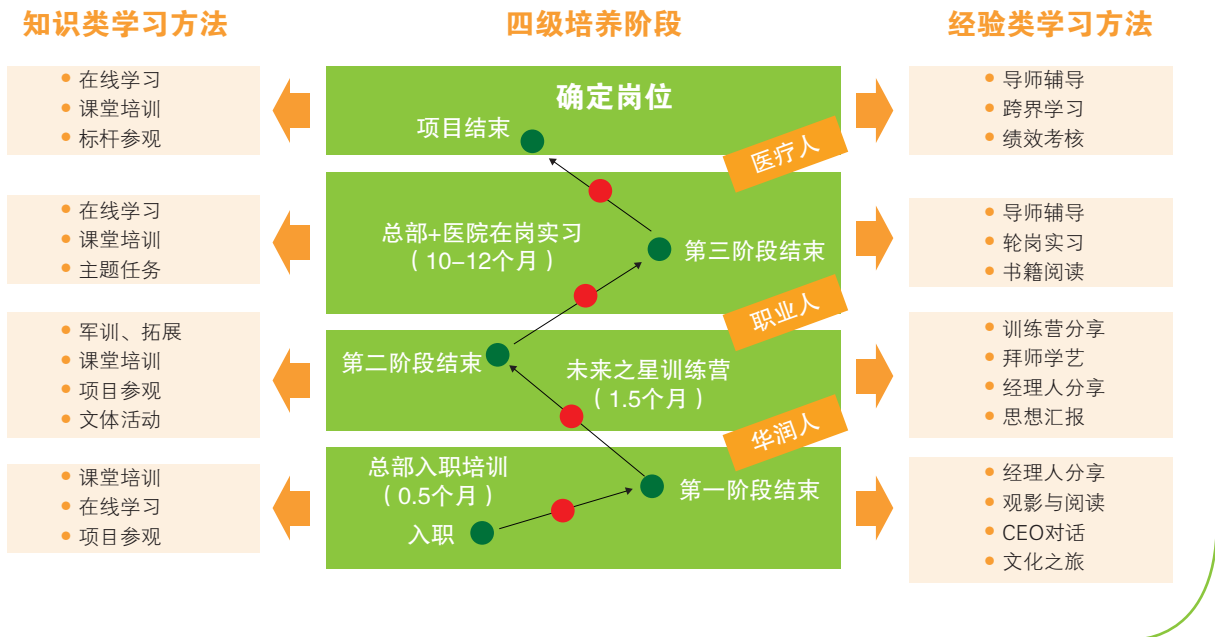 知识类学习方法
四级培养阶段
经验类学习方法
• 在线学习
• 课堂培训
• 标杆参观
确定岗位
项目结束
医疗人
• 导师辅导
• 跨界学习
• 绩效考核
• 在线学习
• 课堂培训
• 主题任务
总部+医院在岗实习
（10–12个月）
第三阶段结束
职业人
• 导师辅导
• 轮岗实习
• 书籍阅读
• 军训、拓展
• 课堂培训
• 项目参观
• 文体活动
第二阶段结束
未来之星训练营
（1.5个月）
华润人
• 训练营分享
• 拜师学艺
• 经理人分享
• 思想汇报
• 课堂培训
• 在线学习
• 项目参观
总部入职培训
（0.5个月）
第一阶段结束
入职
• 经理人分享
• 观影与阅读
• CEO对话
• 文化之旅